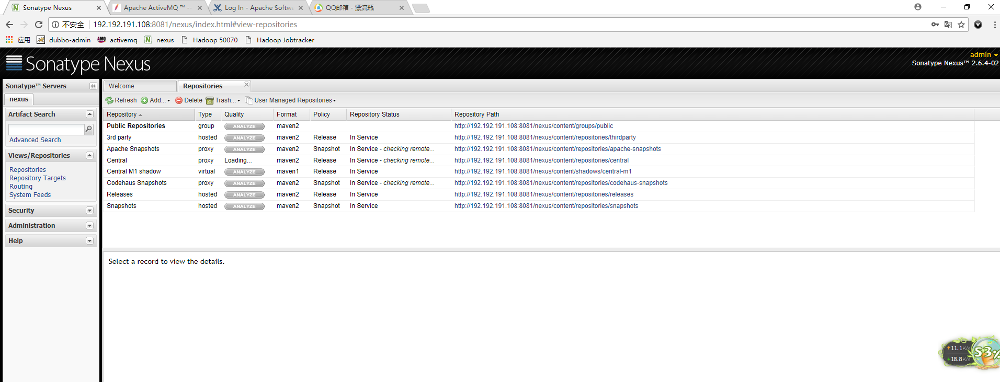 Sonatype Nexus
Apache ActiveMQ ™ --
Log In - Apache Softwa
QQ邮箱 - 漂流瓶
不安全 192.192.191.108:8081/nexus/index.html#view-repositories
应用 dubbo-admin activemq nexus Hadoop 50070 Hadoop Jobtracker
Sonatype Nexus
admin
Sonatype Nexus™ 2.6.4-02
Sonatype™ Servers
nexus
Artifact Search
Advanced Search
Views/Repositories
Repositories
Repository Targets
Routing
System Feeds
Security
Administration
Help
Welcome Repositories
Refresh Add... Delete Trash... User Managed Repositories
Repository Type Quality Format Policy Repository Status Repository Path
Public Repositories group ANALYZE maven2 http://192.192.191.108:8081/nexus/content/groups/public
3rd party hosted ANALYZE maven2 Release In Service http://192.192.191.108:8081/nexus/content/repositories/thirdparty
Apache Snapshots proxy ANALYZE maven2 Snapshot In Service - checking remote... http://192.192.191.108:8081/nexus/content/repositories/apache-snapshots
Central proxy Loading... maven2 Release In Service - checking remote... http://192.192.191.108:8081/nexus/content/repositories/central
Central M1 shadow virtual ANALYZE maven1 Release In Service http://192.192.191.108:8081/nexus/content/shadows/central-m1
Codehaus Snapshots proxy ANALYZE maven2 Snapshot In Service - checking remote... http://192.192.191.108:8081/nexus/content/repositories/codehaus-snapshots
Releases hosted ANALYZE maven2 Release In Service http://192.192.191.108:8081/nexus/content/repositories/releases
Snapshots hosted ANALYZE maven2 Snapshot In Service http://192.192.191.108:8081/nexus/content/repositories/snapshots
Select a record to view the details.
11.1K/s
18.8K/s
53%